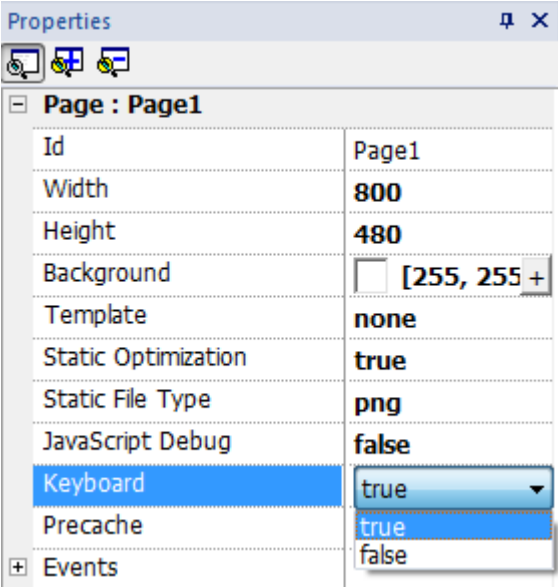 Properties
Page : Page1
Id Page1
Width 800
Height 480
Background [255, 255 +
Template none
Static Optimization true
Static File Type png
JavaScript Debug false
Keyboard true
Precache true
false
Events